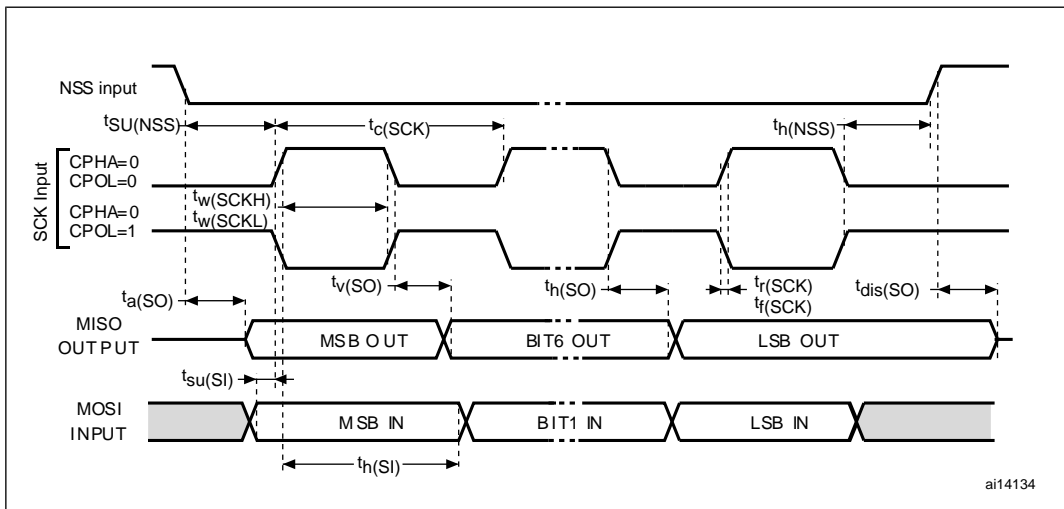 NSS input
tSU(NSS)
tc(SCK)
th(NSS)
SCK Input
CPHA=0
CPOL=0
tw(SCKH)
CPHA=0
tw(SCKL)
CPOL=1
tv(SO)
th(SO)
tr(SCK)
tf(SCK)
ta(SO)
tdis(SO)
MISO
OUTPUT
MSB OUT
BIT6 OUT
LSB OUT
tsu(SI)
MOSI
INPUT
MSB IN
BIT1 IN
LSB IN
th(SI)
ai14134